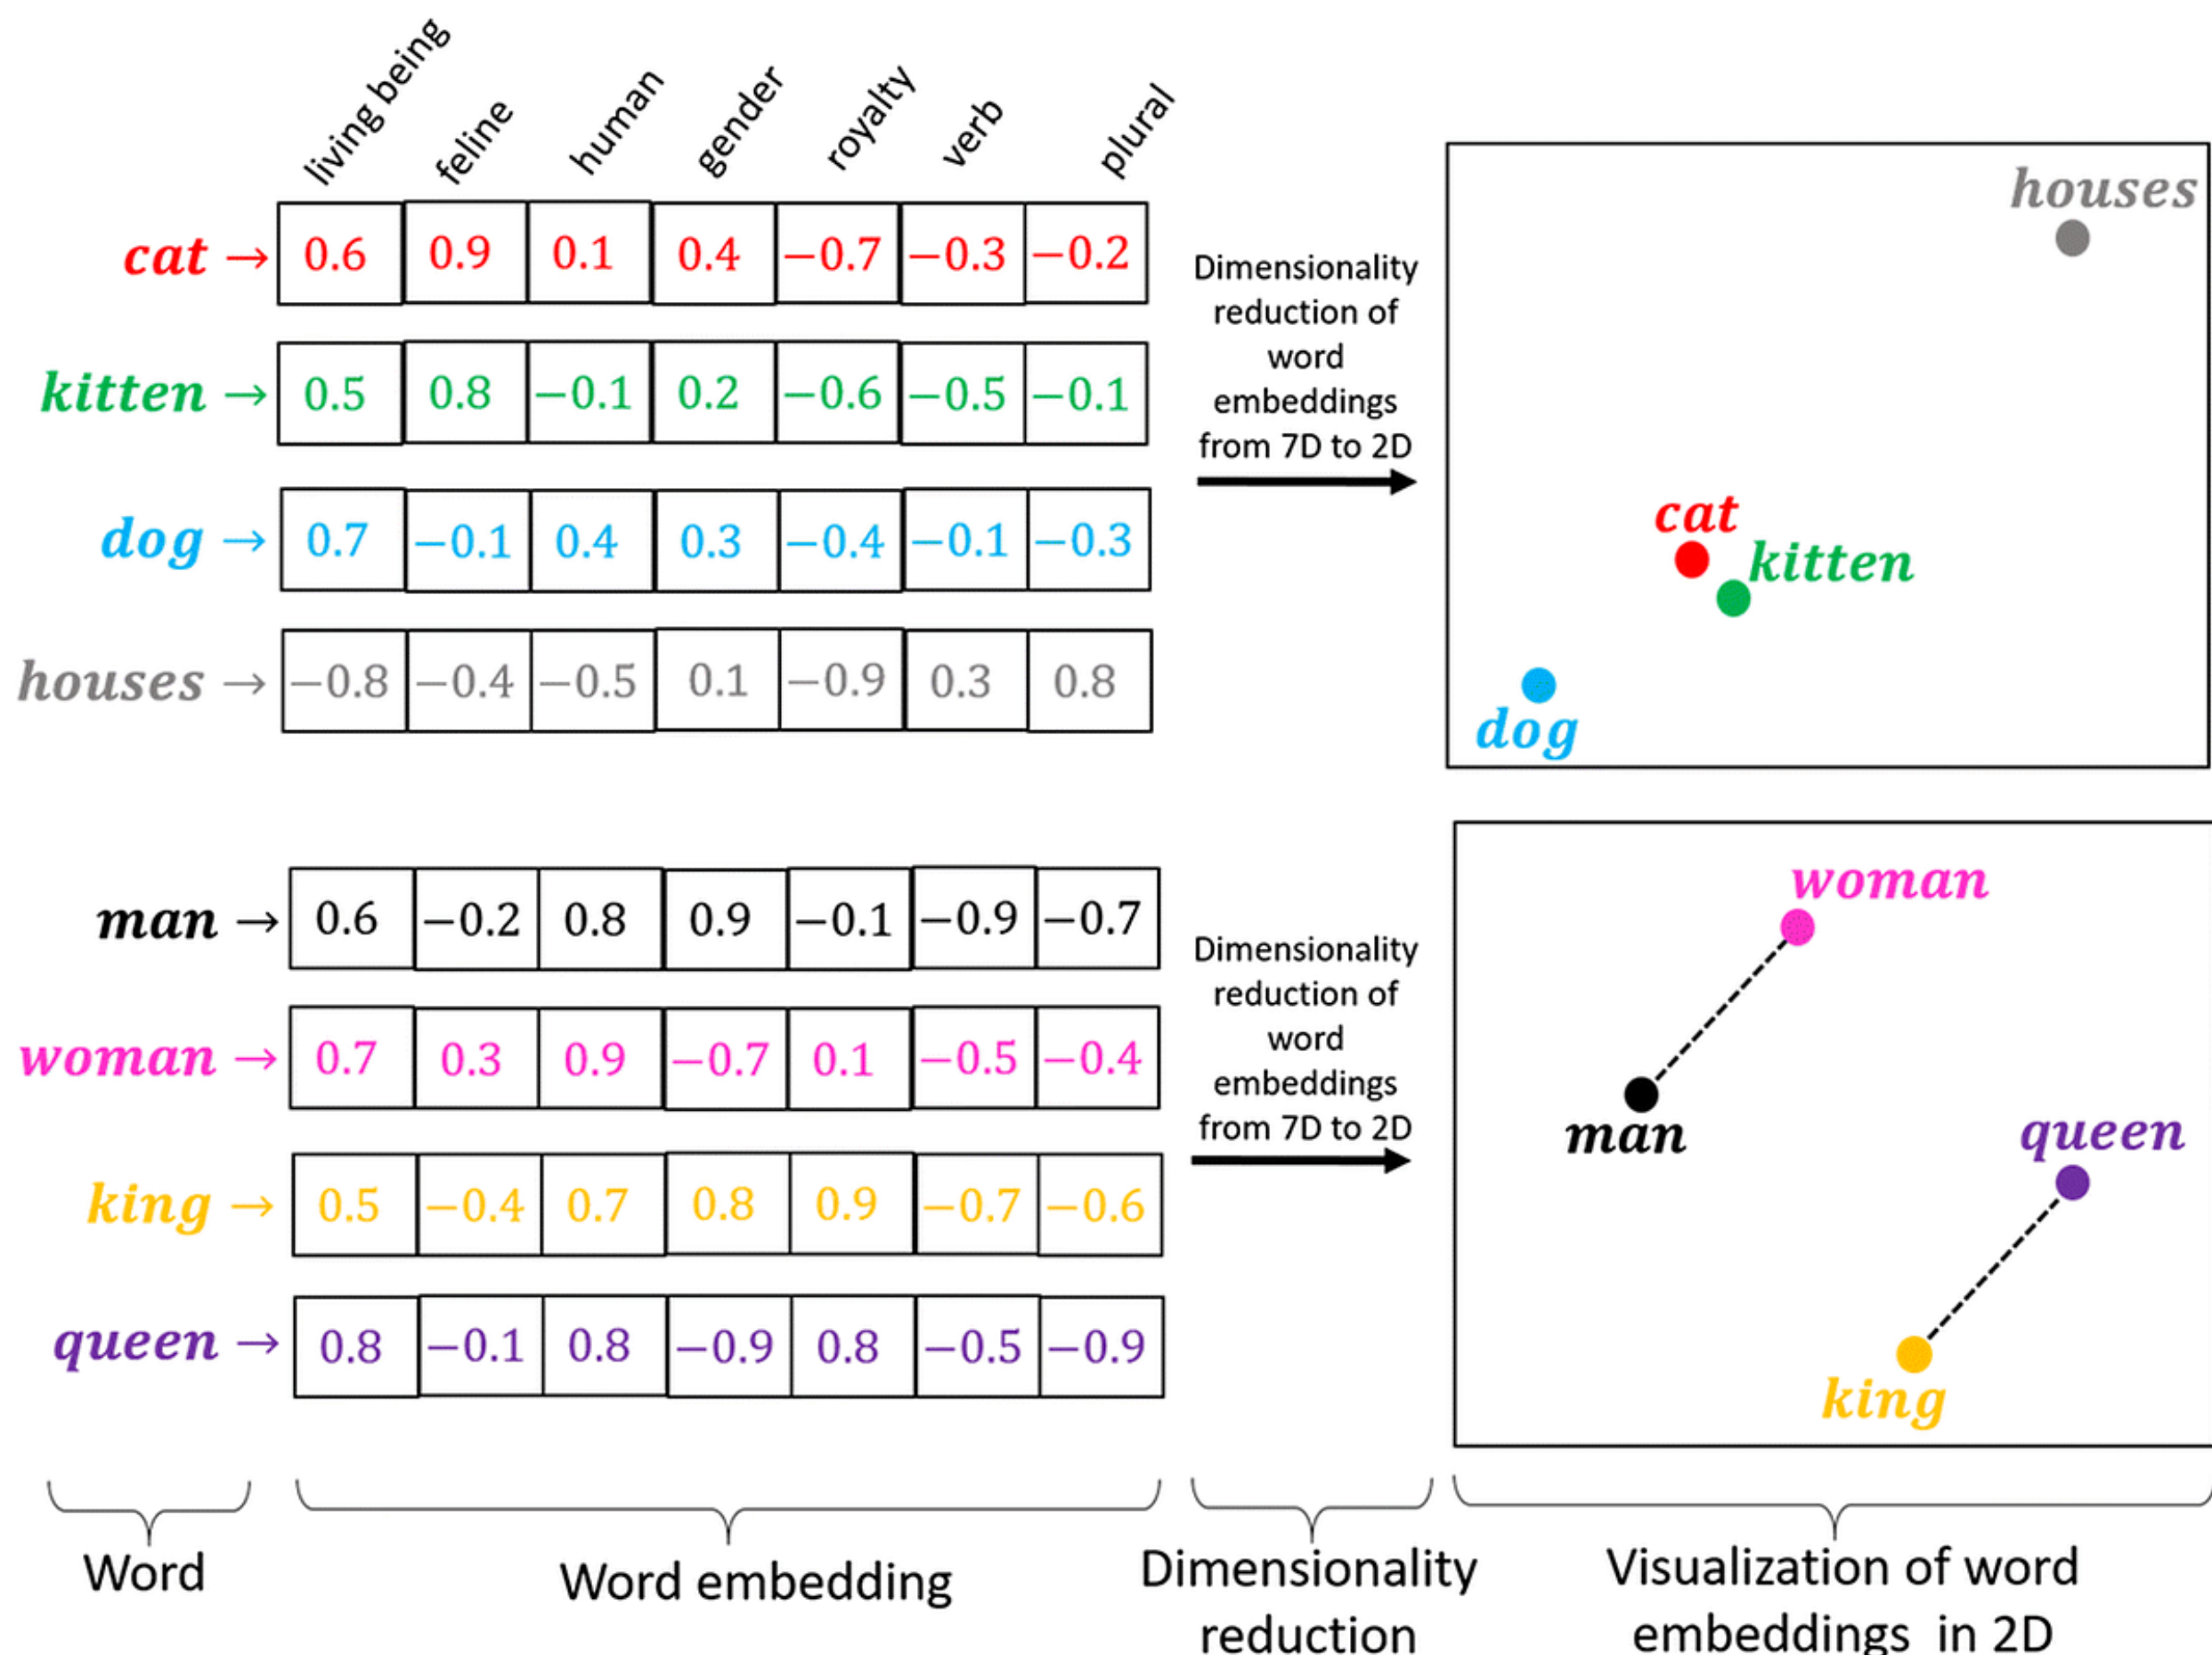 living being feline human gender royalty verb plural
cat → 0.6 0.9 0.1 0.4 −0.7 −0.3 −0.2
kitten → 0.5 0.8 −0.1 0.2 −0.6 −0.5 −0.1
dog → 0.7 −0.1 0.4 0.3 −0.4 −0.1 −0.3
houses → −0.8 −0.4 −0.5 0.1 −0.9 0.3 0.8
Dimensionality
reduction of
word
embeddings
from 7D to 2D
houses
cat
kitten
dog
man → 0.6 −0.2 0.8 0.9 −0.1 −0.9 −0.7
woman → 0.7 0.3 0.9 −0.7 0.1 −0.5 −0.4
king → 0.5 −0.4 0.7 0.8 0.9 −0.7 −0.6
queen → 0.8 −0.1 0.8 −0.9 0.8 −0.5 −0.9
Dimensionality
reduction of
word
embeddings
from 7D to 2D
woman
man
queen
king
Word
Word embedding
Dimensionality
reduction
Visualization of word
embeddings in 2D